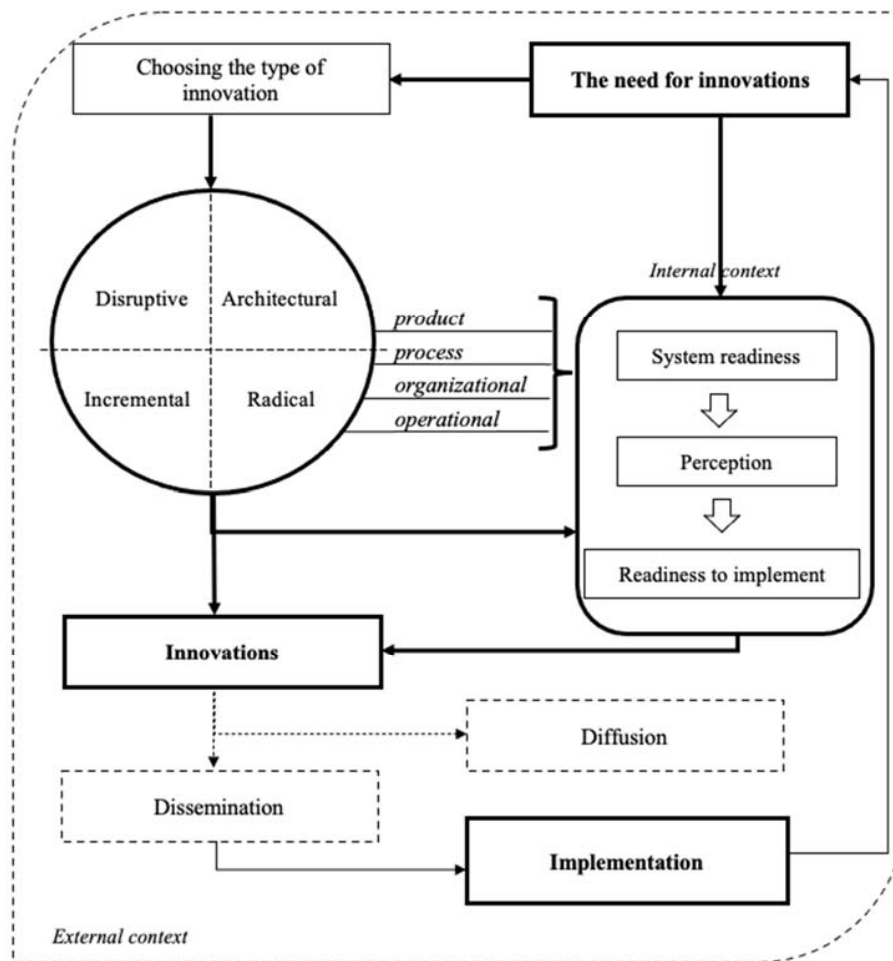 Choosing the type of
innovation
The need for innovations
Internal context
Disruptive
Architectural
Incremental
Radical
product
process
organizational
operational
System readiness
Perception
Readiness to implement
Innovations
Diffusion
Dissemination
Implementation
External context